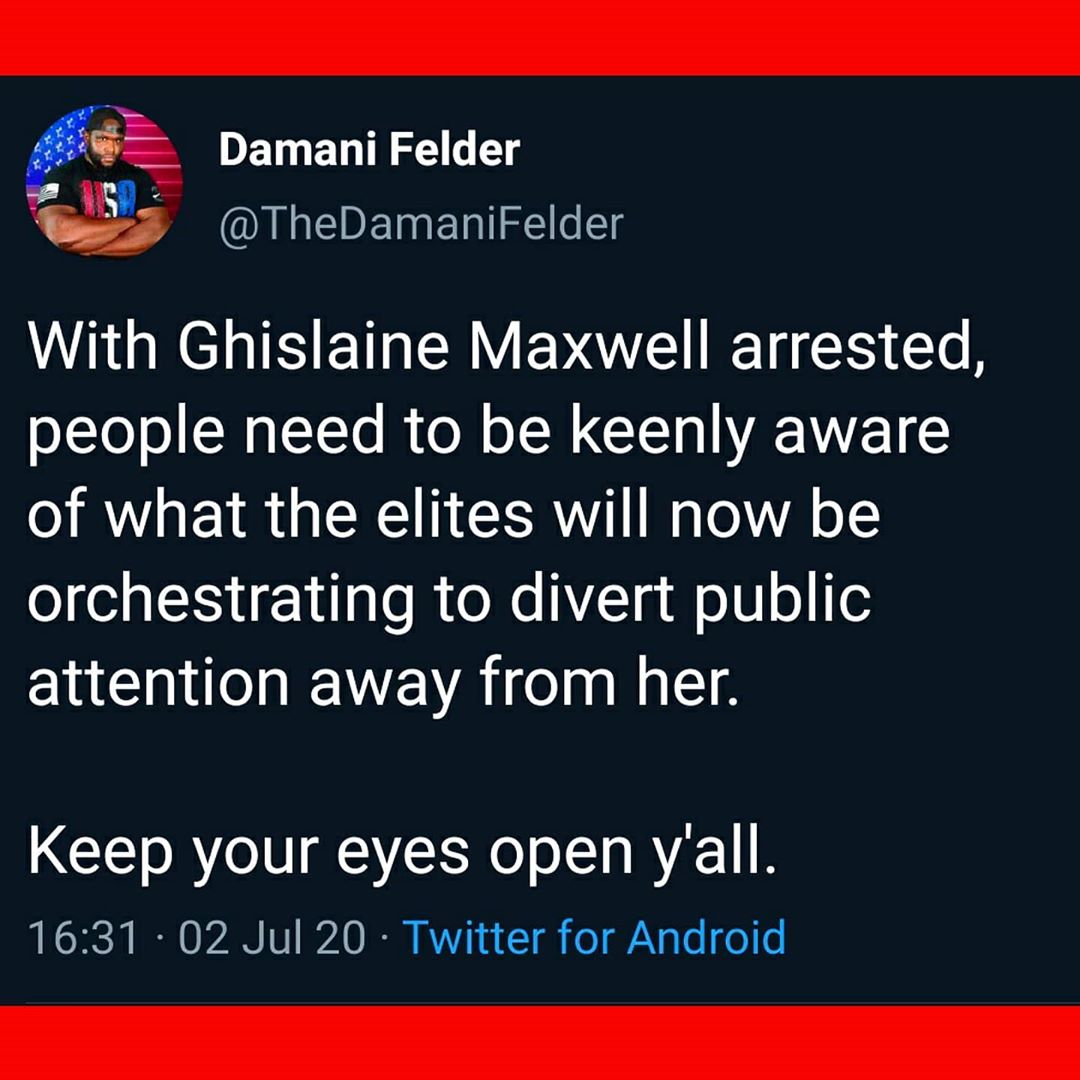 Damani Felder
@TheDamaniFelder
With Ghislaine Maxwell arrested,
people need to be keenly aware
of what the elites will now be
orchestrating to divert public
attention away from her.
Keep your eyes open y'all.
16:31 · 02 Jul 20 · Twitter for Android